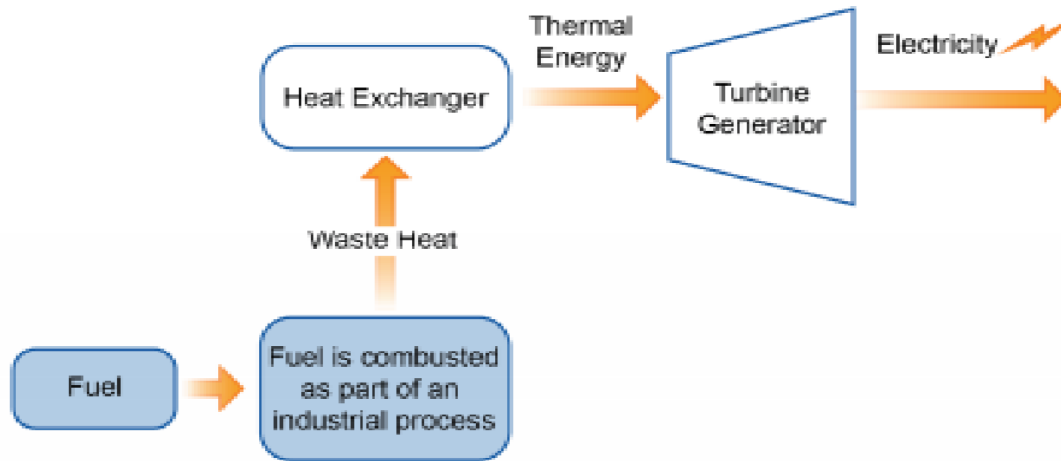 Thermal
Energy
Electricity
Heat Exchanger
Turbine
Generator
Waste Heat
Fuel
Fuel is combusted
as part of an
industrial process